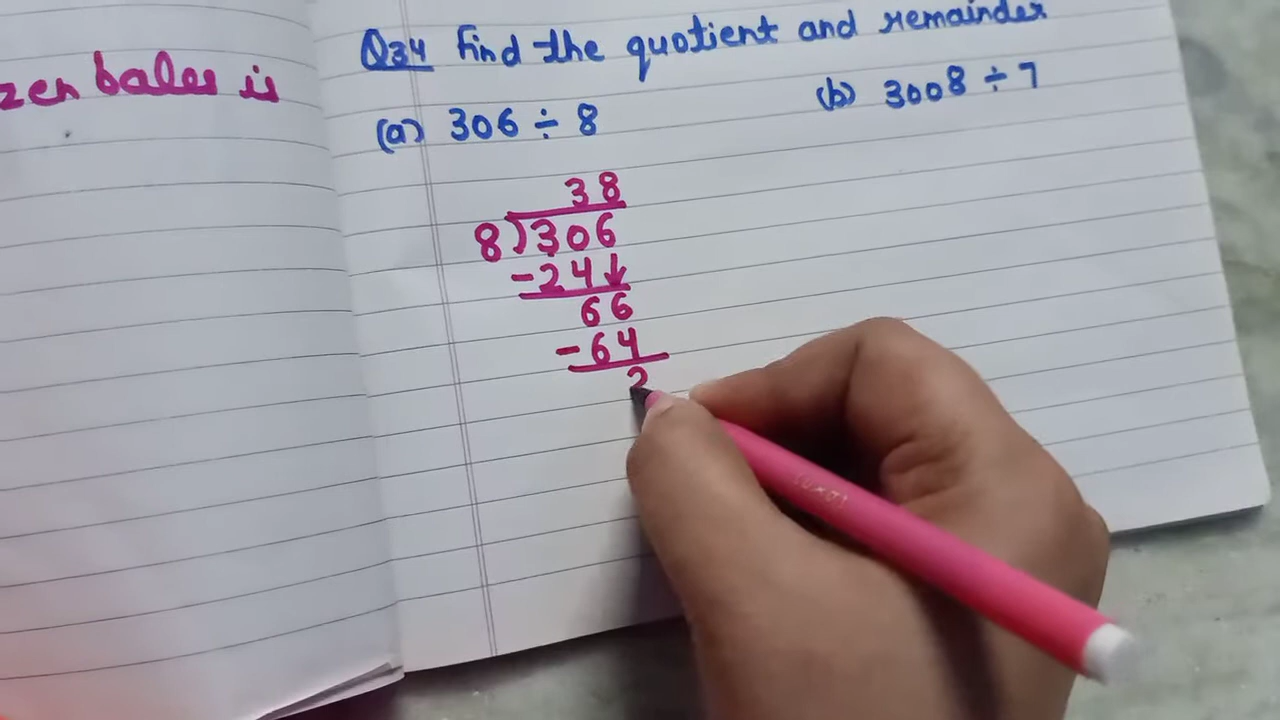 zen bales is
Q34 Find the quotient and remainder
(a) 306 ÷ 8
(b) 3008 ÷ 7
38
8)306
-24↓
66
-64
2